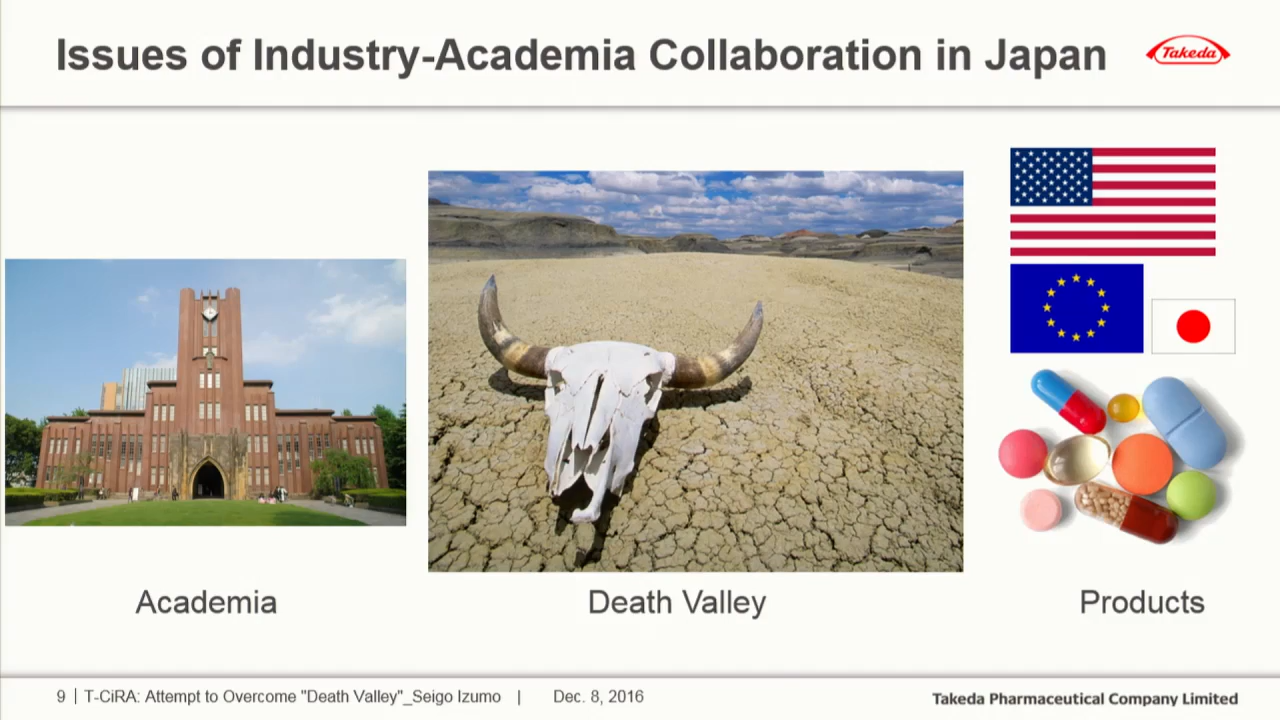 Issues of Industry-Academia Collaboration in Japan
Takeda
Academia
Death Valley
Products
9 | T-CiRA: Attempt to Overcome "Death Valley"_Seigo Izumo | Dec. 8, 2016
Takeda Pharmaceutical Company Limited